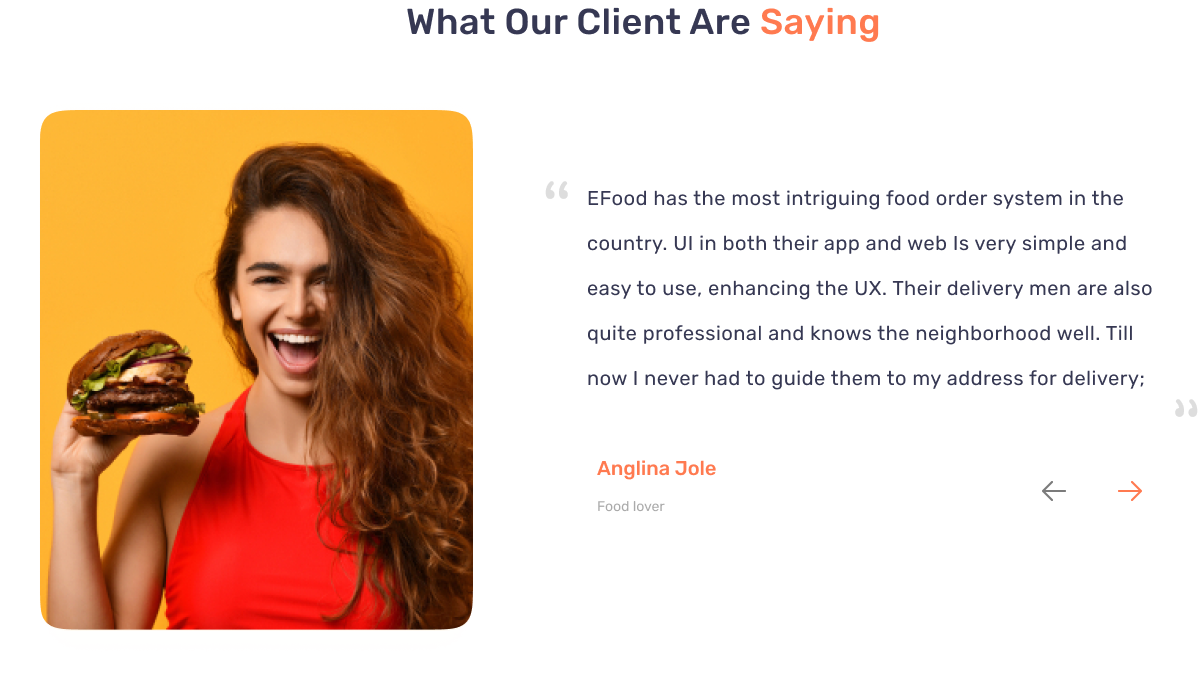 What Our Client Are Saying
“ EFood has the most intriguing food order system in the
country. UI in both their app and web Is very simple and
easy to use, enhancing the UX. Their delivery men are also
quite professional and knows the neighborhood well. Till
now I never had to guide them to my address for delivery;
”
Anglina Jole
Food lover